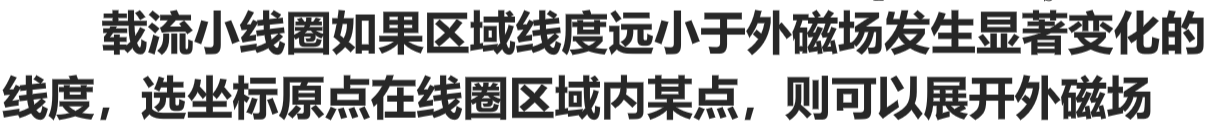 载流小线圈如果区域线度远小于外磁场发生显著变化的
线度，选坐标原点在线圈区域内某点，则可以展开外磁场